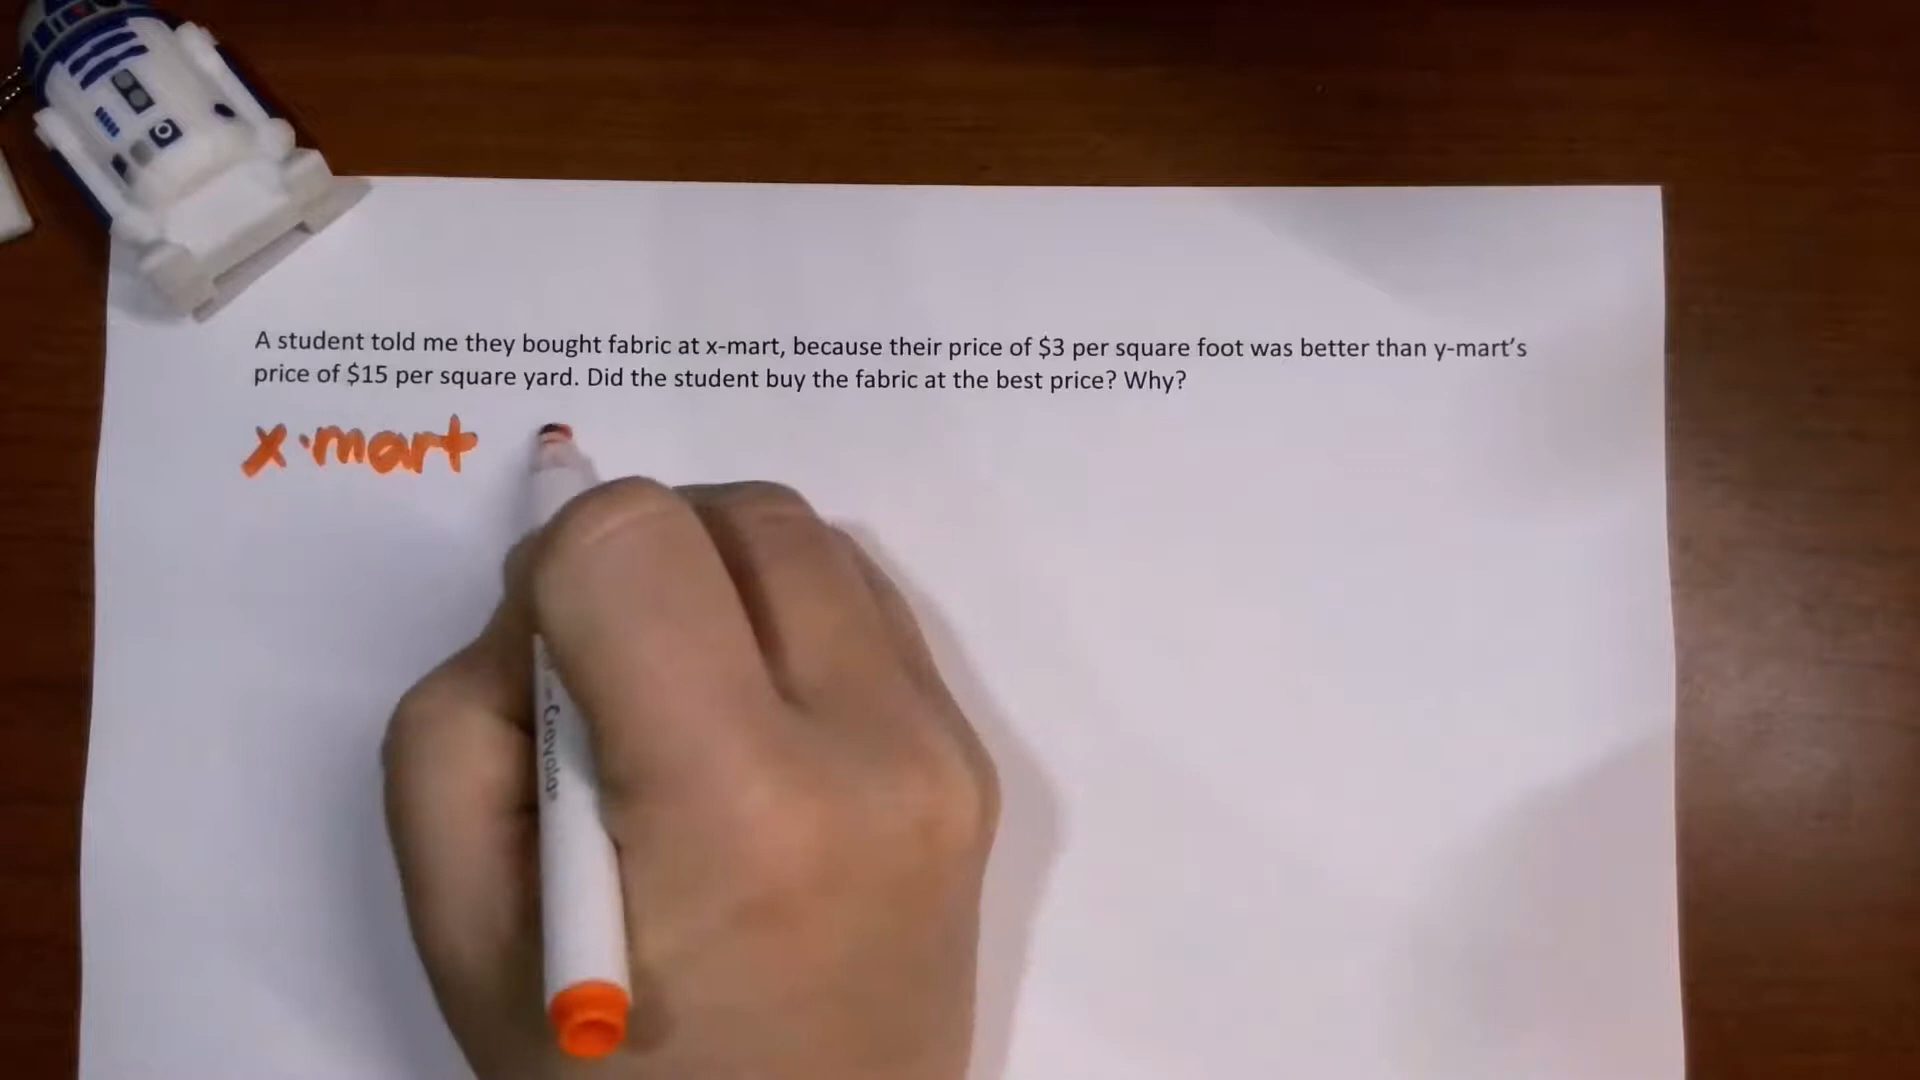 A student told me they bought fabric at x-mart, because their price of $3 per square foot was better than y-mart's
price of $15 per square yard. Did the student buy the fabric at the best price? Why?
x-mart
Crayola